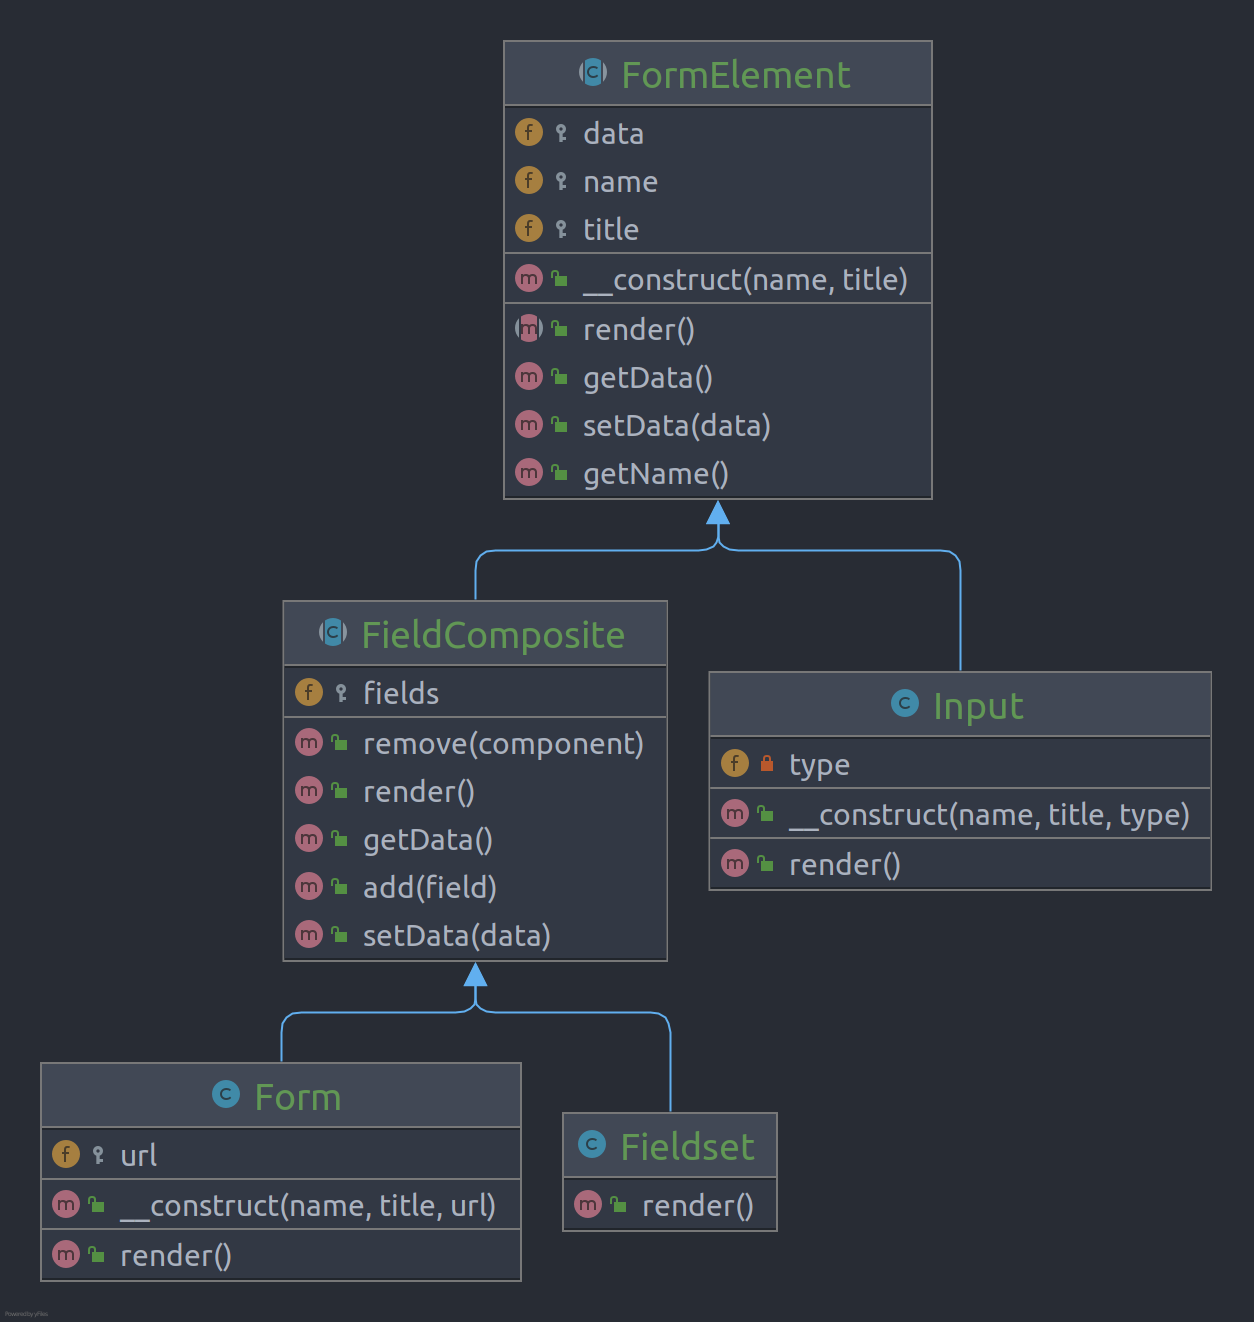 FormElement
data
name
title
__construct(name, title)
render()
getData()
setData(data)
getName()
FieldComposite
fields
remove(component)
render()
getData()
add(field)
setData(data)
Input
type
__construct(name, title, type)
render()
Form
url
__construct(name, title, url)
render()
Fieldset
render()
Powered by yFiles